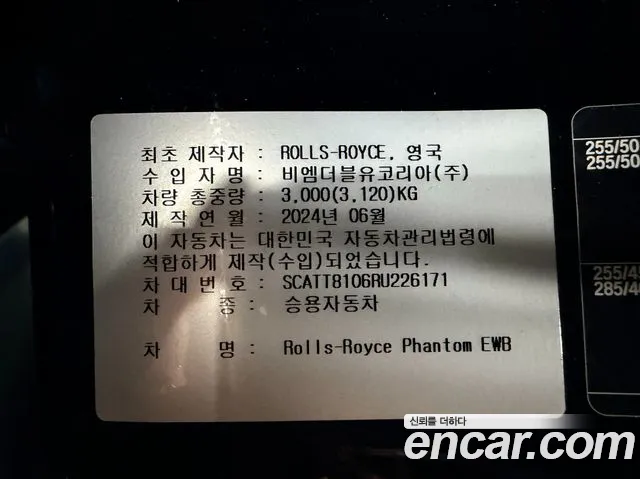 최초 제작자 : ROLLS-ROYCE, 영국
수 입 자 명 : 비엠더블유코리아(주)
차량 총중량 : 3,000(3,120)KG
제 작 연 월 : 2024년 06월
이 자동차는 대한민국 자동차관리법령에
적합하게 제작(수입)되었습니다.
차 대 번 호 : SCATT8106RU226171
차 종 : 승용자동차
차 명 : Rolls-Royce Phantom EWB
255/50
255/50
285/4
신뢰를 더하다
encar.com